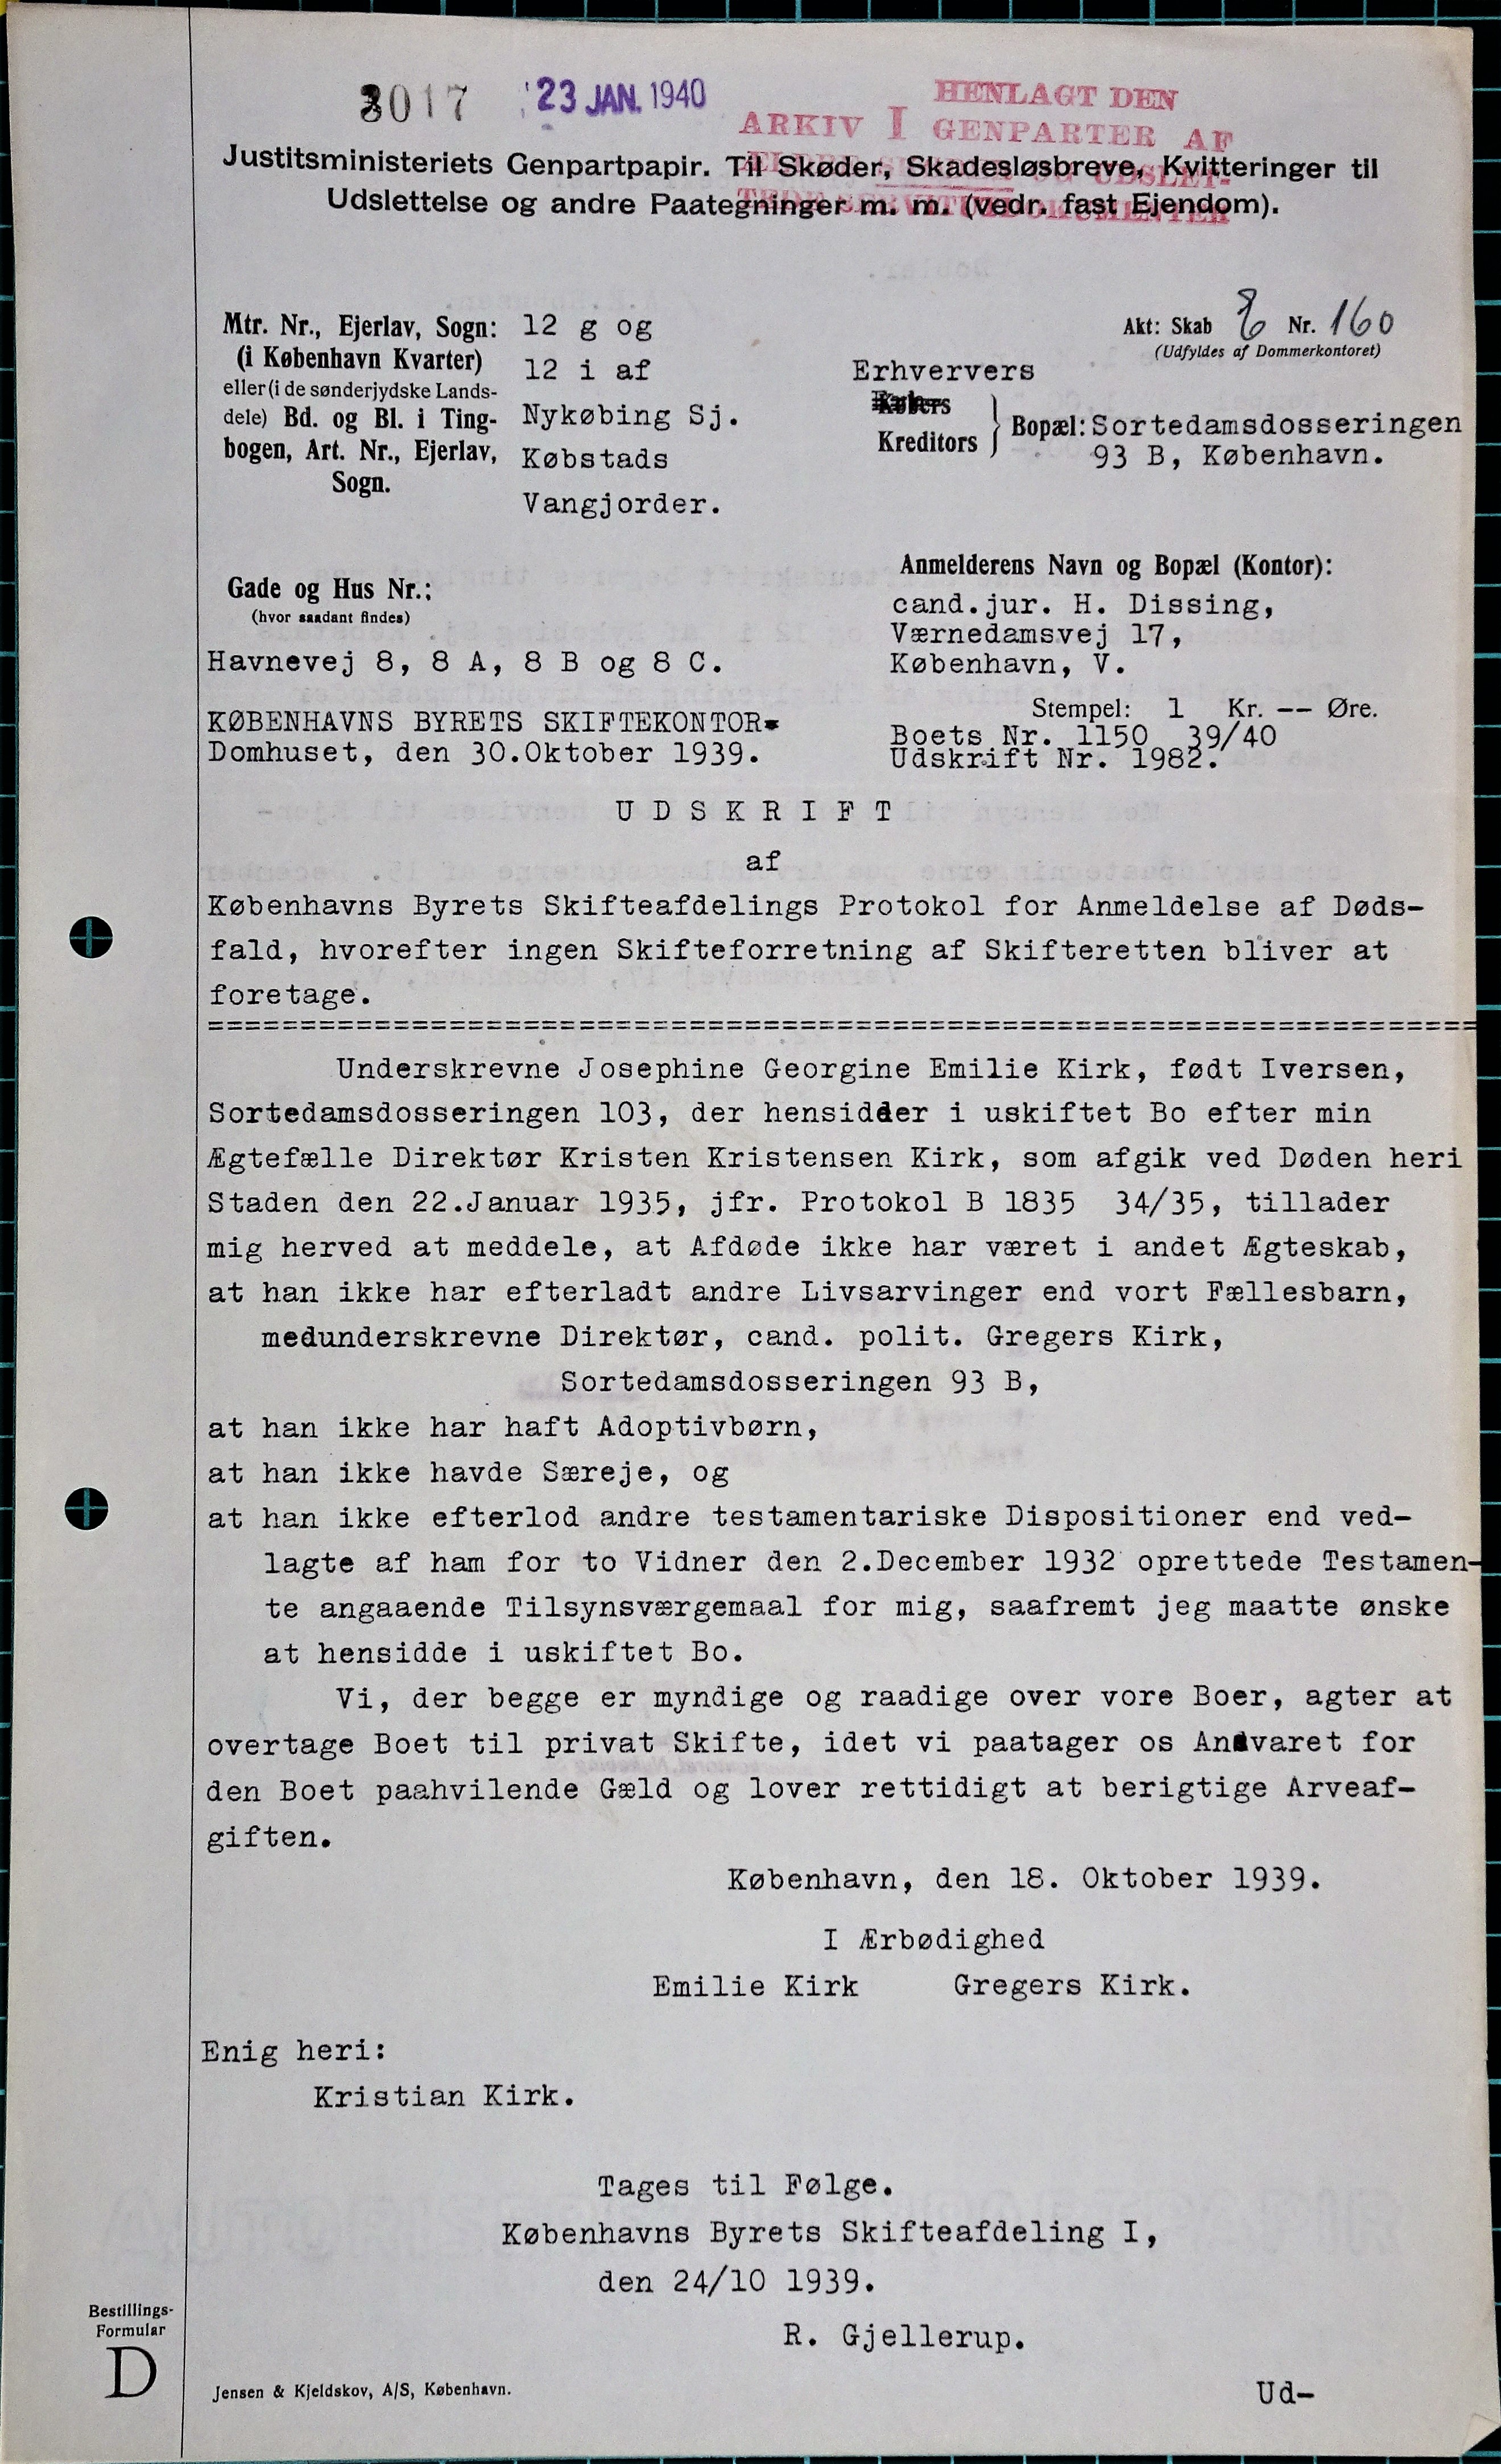 3017 23 JAN. 1940
HENLAGT DEN
ARKIV I GENPARTER AF
Justitsministeriets Genpartpapir. Til Skøder, Skadesløsbreve, Kvitteringer til
Udslettelse og andre Paategninger m. m. (vedr. fast Ejendom).
Mtr. Nr., Ejerlav, Sogn:
(i København Kvarter)
eller (i de sønderjydske Lands-
dele) Bd. og Bl. i Ting-
bogen, Art. Nr., Ejerlav,
Sogn.
12 g og
12 i af
Nykøbing Sj.
Købstads
Vangjorder.
Akt: Skab Nr. 160
(Udfyldes af Dommerkontoret)
Erhververs
Købers
Kreditors
Bopæl: Sortedamsdosseringen
93 B, København.
Gade og Hus Nr.:
(hvor saadant findes)
Havnevej 8, 8 A, 8 B og 8 C.
Anmelderens Navn og Bopæl (Kontor):
cand.jur. H. Dissing,
Værnedamsvej 17,
København, V.
KØBENHAVNS BYRETS SKIFTEKONTOR.
Domhuset, den 30.Oktober 1939.
Stempel: 1 Kr. -- Øre.
Boets Nr. 1150 39/40
Udskrift Nr. 1982.
U D S K R I F T
af
Københavns Byrets Skifteafdelings Protokol for Anmeldelse af Døds-
fald, hvorefter ingen Skifteforretning af Skifteretten bliver at
foretage.
Underskrevne Josephine Georgine Emilie Kirk, født Iversen,
Sortedamsdosseringen 103, der hensidder i uskiftet Bo efter min
Ægtefælle Direktør Kristen Kristensen Kirk, som afgik ved Døden heri
Staden den 22.Januar 1935, jfr. Protokol B 1835 34/35, tillader
mig herved at meddele, at Afdøde ikke har været i andet Ægteskab,
at han ikke har efterladt andre Livsarvinger end vort Fællesbarn,
medunderskrevne Direktør, cand. polit. Gregers Kirk,
Sortedamsdosseringen 93 B,
at han ikke har haft Adoptivbørn,
at han ikke havde Særeje, og
at han ikke efterlod andre testamentariske Dispositioner end ved-
lagte af ham for to Vidner den 2.December 1932 oprettede Testamen-
te angaaende Tilsynsværgemaal for mig, saafremt jeg maatte ønske
at hensidde i uskiftet Bo.
Vi, der begge er myndige og raadige over vore Boer, agter at
overtage Boet til privat Skifte, idet vi paatager os Ansvaret for
den Boet paahvilende Gæld og lover rettidigt at berigtige Arveaf-
giften.
København, den 18. Oktober 1939.
I Ærbødighed
Emilie Kirk Gregers Kirk.
Enig heri:
Kristian Kirk.
Tages til Følge.
Københavns Byrets Skifteafdeling I,
den 24/10 1939.
R. Gjellerup.
Bestillings-
Formular
D
Jensen & Kjeldskov, A/S, København.
Ud-